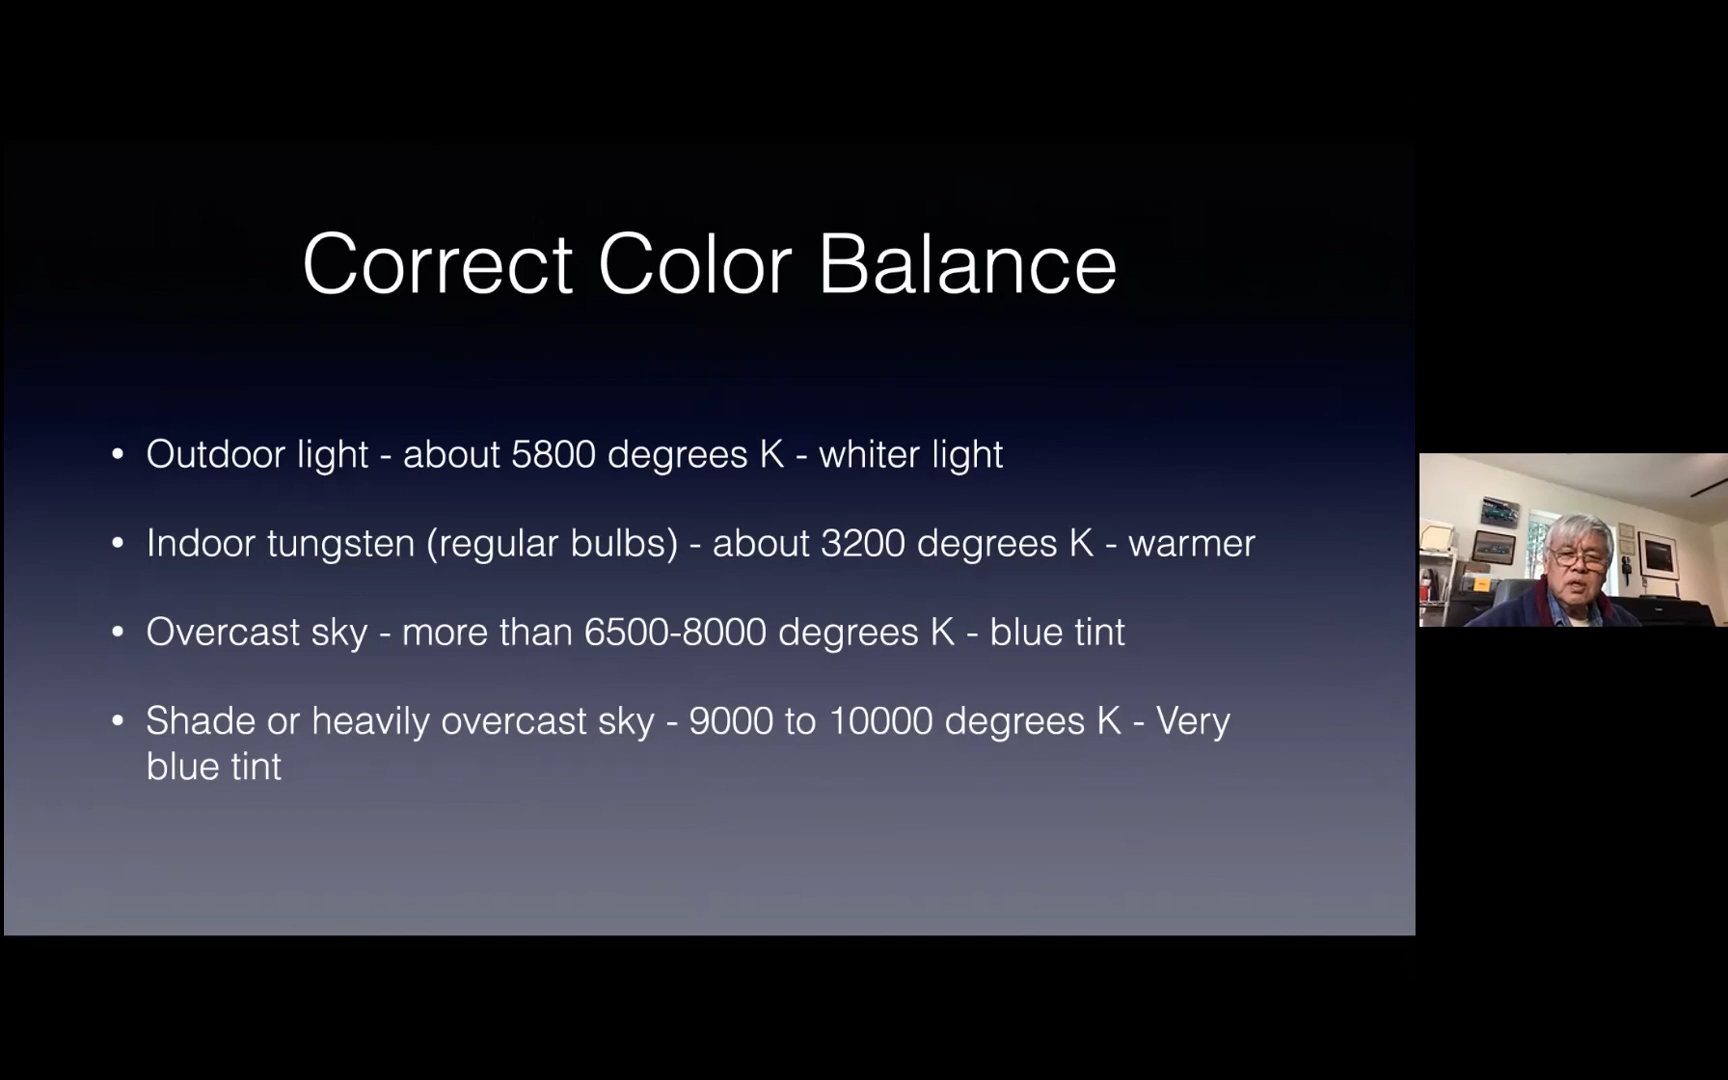 Correct Color Balance
• Outdoor light - about 5800 degrees K - whiter light
• Indoor tungsten (regular bulbs) - about 3200 degrees K - warmer
• Overcast sky - more than 6500-8000 degrees K - blue tint
• Shade or heavily overcast sky - 9000 to 10000 degrees K - Very
blue tint